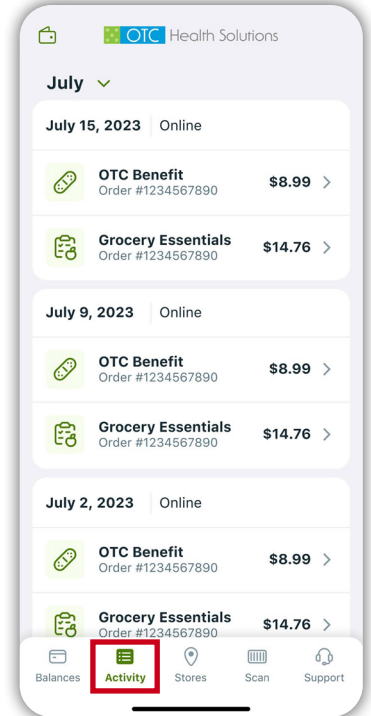 OTC Health Solutions
July
July 15, 2023 Online
OTC Benefit
Order #1234567890
$8.99
Grocery Essentials
Order #1234567890
$14.76
July 9, 2023 Online
OTC Benefit
Order #1234567890
$8.99
Grocery Essentials
Order #1234567890
$14.76
July 2, 2023 Online
OTC Benefit
Order #1234567890
$8.99
Grocery Essentials
Order #1234567890
$14.76
Balances Activity Stores Scan Support